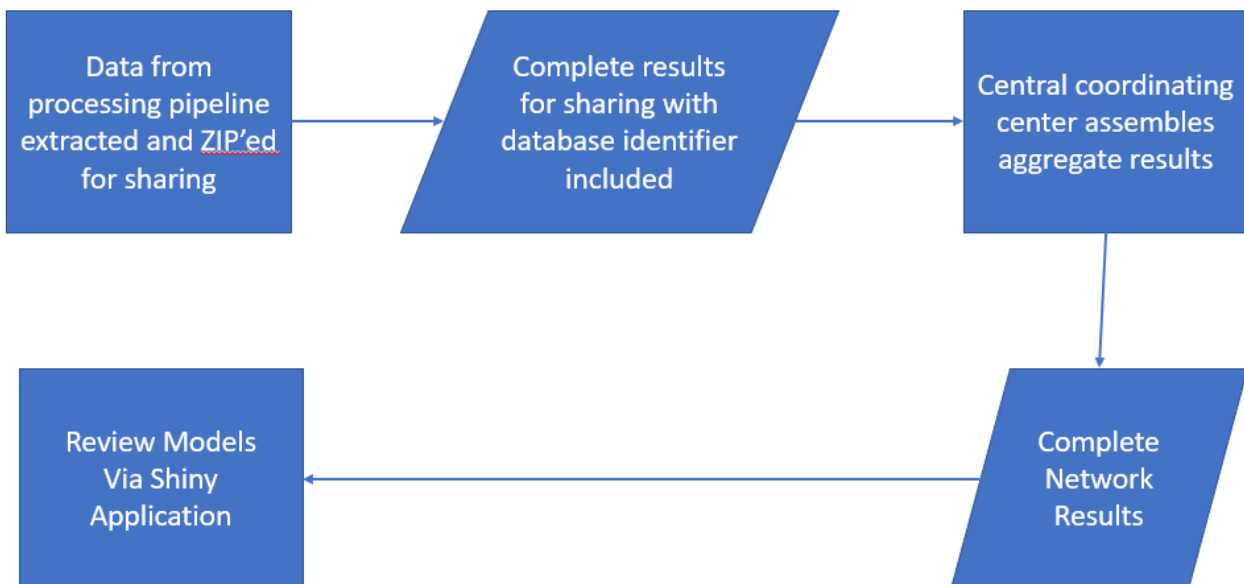 Data from
processing pipeline
extracted and ZIP’ed
for sharing
Complete results
for sharing with
database identifier
included
Central coordinating
center assembles
aggregate results
Complete
Network
Results
Review Models
Via Shiny
Application